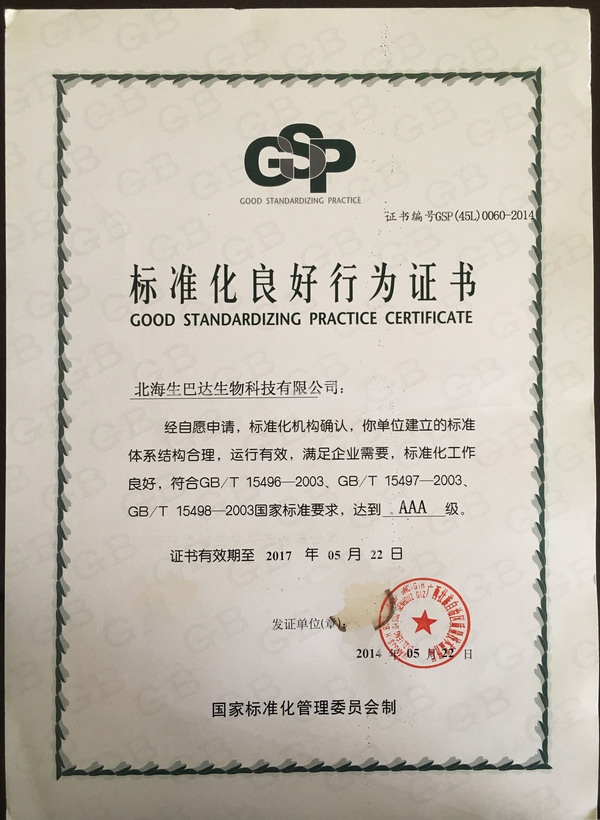 GSP
GOOD STANDARDIZING PRACTICE
证书编号GSP(45L)0060-2014
标准化良好行为证书
GOOD STANDARDIZING PRACTICE CERTIFICATE
北海生巴达生物科技有限公司：
经自愿申请，标准化机构确认，你单位建立的标准
体系结构合理，运行有效，满足企业需要，标准化工作
良好，符合GB/T 15496—2003、GB/T 15497—2003、
GB/T 15498—2003国家标准要求，达到 AAA 级。
证书有效期至 2017 年 05 月 22 日
发证单位(章)：
2014 年 05 月 22 日
国家标准化管理委员会制